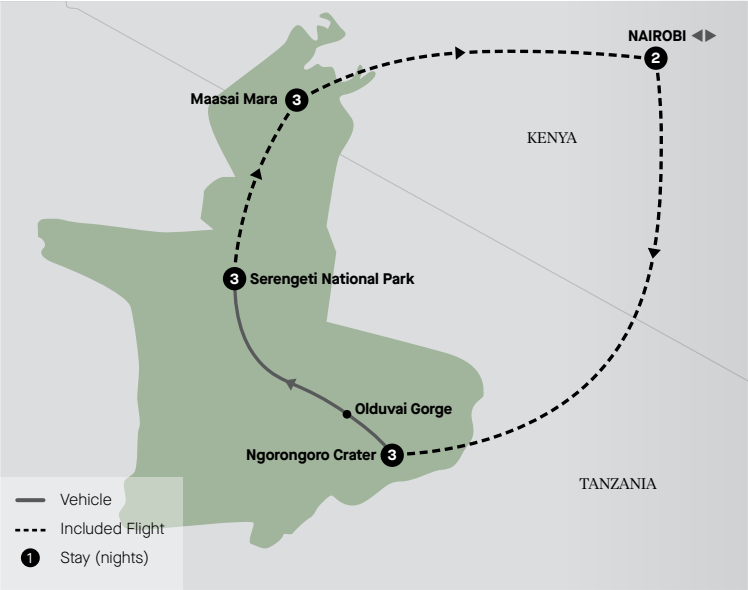 NAIROBI
2
Maasai Mara 3
KENYA
3 Serengeti National Park
Olduvai Gorge
Ngorongoro Crater 3
TANZANIA
Vehicle
Included Flight
1 Stay (nights)